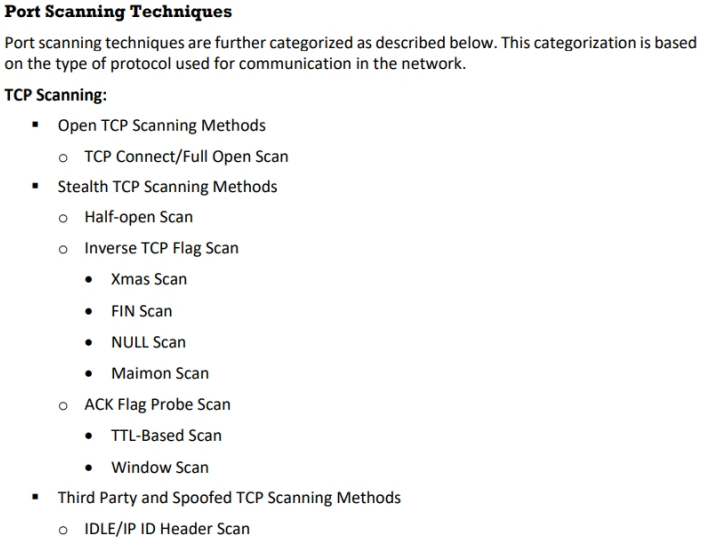 Port Scanning Techniques
Port scanning techniques are further categorized as described below. This categorization is based
on the type of protocol used for communication in the network.
TCP Scanning:
▪ Open TCP Scanning Methods
o TCP Connect/Full Open Scan
▪ Stealth TCP Scanning Methods
o Half-open Scan
o Inverse TCP Flag Scan
• Xmas Scan
• FIN Scan
• NULL Scan
• Maimon Scan
o ACK Flag Probe Scan
• TTL-Based Scan
• Window Scan
▪ Third Party and Spoofed TCP Scanning Methods
o IDLE/IP ID Header Scan